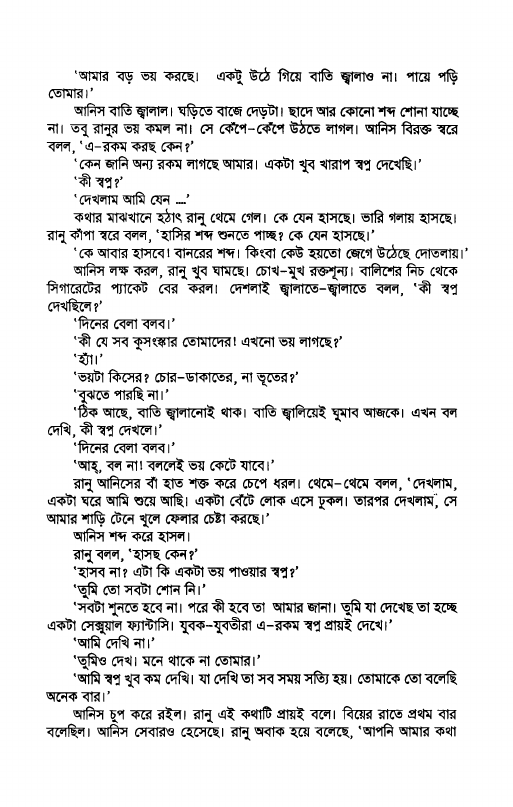 ‘আমার বড় ভয় করছে। একটু উঠে গিয়ে বাতি জ্বালাও না। পায়ে পড়ি
তোমার।’
আনিস বাতি জ্বালাল। ঘড়িতে বাজে দেড়টা। ছাদে আর কোনো শব্দ শোনা যাচ্ছে
না। তবু রানুর ভয় কমল না। সে কেঁপে-কেঁপে উঠতে লাগল। আনিস বিরক্ত স্বরে
বলল, ‘এ-রকম করছ কেন?’
‘কেন জানি অন্য রকম লাগছে আমার। একটা খুব খারাপ স্বপ্ন দেখেছি।’
‘কী স্বপ্ন?’
‘দেখলাম আমি যেন ....’
কথার মাঝখানে হঠাৎ রানু থেমে গেল। কে যেন হাসছে। ভারি গলায় হাসছে।
রানু কাঁপা স্বরে বলল, ‘হাসির শব্দ শুনতে পাচ্ছ? কে যেন হাসছে।’
‘কে আবার হাসবে। বানরের শব্দ। কিংবা কেউ হয়তো জেগে উঠেছে দোতলায়।’
আনিস লক্ষ করল, রানু খুব ঘামছে। চোখ-মুখ রক্তশূন্য। বালিশের নিচ থেকে
সিগারেটের প্যাকেট বের করল। দেশলাই জ্বালাতে-জ্বালাতে বলল, ‘কী স্বপ্ন
দেখছিলে?’
‘দিনের বেলা বলব।’
‘কী যে সব কুসংস্কার তোমাদের! এখনো ভয় লাগছে?’
‘হ্যাঁ।’
‘ভয়টা কিসের? চোর-ডাকাতের, না ভূতের?’
‘বুঝতে পারছি না।’
‘ঠিক আছে, বাতি জ্বালানোই থাক। বাতি জ্বালিয়েই ঘুমাব আজকে। এখন বল
দেখি, কী স্বপ্ন দেখলে।’
‘দিনের বেলা বলব।’
‘আহ্, বল না! বললেই ভয় কেটে যাবে।’
রানু আনিসের বাঁ হাত শক্ত করে চেপে ধরল। থেমে-থেমে বলল, ‘দেখলাম,
একটা ঘরে আমি শুয়ে আছি। একটা বেঁটে লোক এসে ঢুকল। তারপর দেখলাম, সে
আমার শাড়ি টেনে খুলে ফেলার চেষ্টা করছে।’
আনিস শব্দ করে হাসল।
রানু বলল, ‘হাসছ কেন?’
‘হাসব না? এটা কি একটা ভয় পাওয়ার স্বপ্ন?’
‘তুমি তো সবটা শোন নি।’
‘সবটা শুনতে হবে না। পরে কী হবে তা আমার জানা। তুমি যা দেখেছ তা হচ্ছে
একটা সেক্সুয়াল ফ্যান্টাসি। যুবক-যুবতীরা এ-রকম স্বপ্ন প্রায়ই দেখে।’
‘আমি দেখি না।’
‘তুমিও দেখ। মনে থাকে না তোমার।’
‘আমি স্বপ্ন খুব কম দেখি। যা দেখি তা সব সময় সত্যি হয়। তোমাকে তো বলেছি
অনেক বার।’
আনিস চুপ করে রইল। রানু এই কথাটি প্রায়ই বলে। বিয়ের রাতে প্রথম বার
বলেছিল। আনিস সেবারও হেসেছে। রানু অবাক হয়ে বলেছে, ‘আপনি আমার কথা